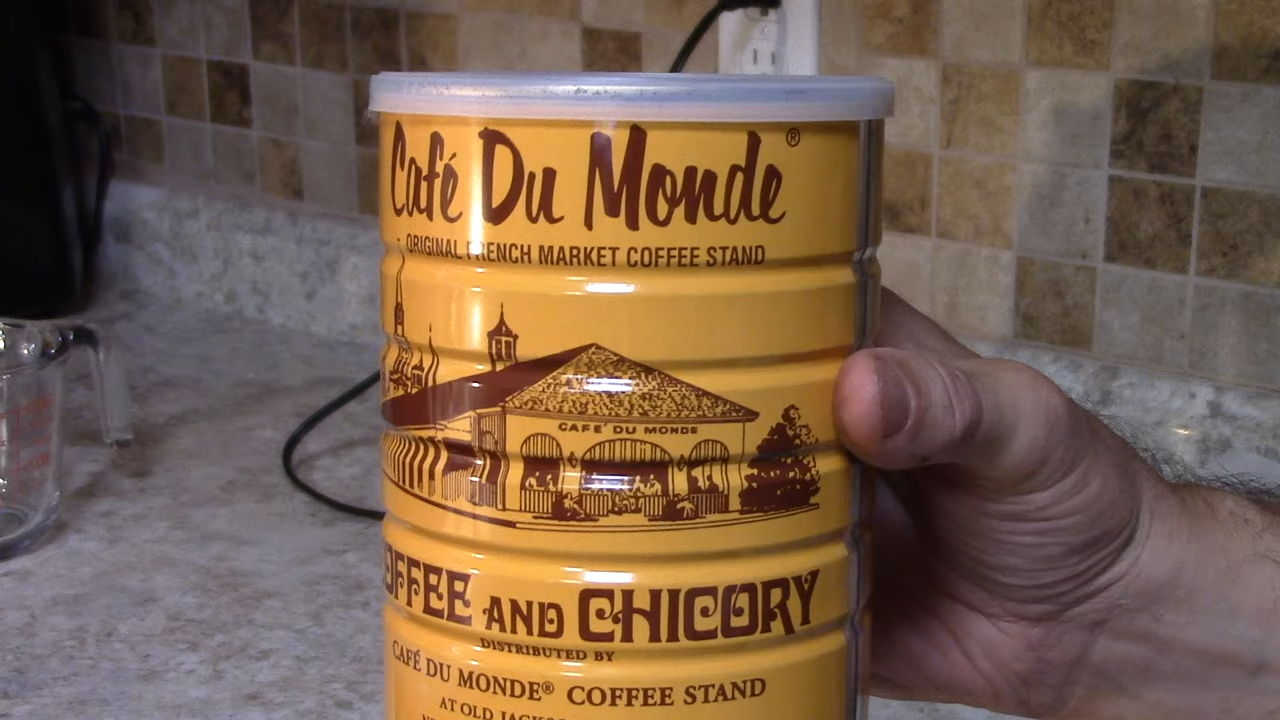 Café Du Monde®
ORIGINAL FRENCH MARKET COFFEE STAND
CAFE DU MONDE
COFFEE AND CHICORY
DISTRIBUTED BY
CAFÉ DU MONDE® COFFEE STAND
AT OLD